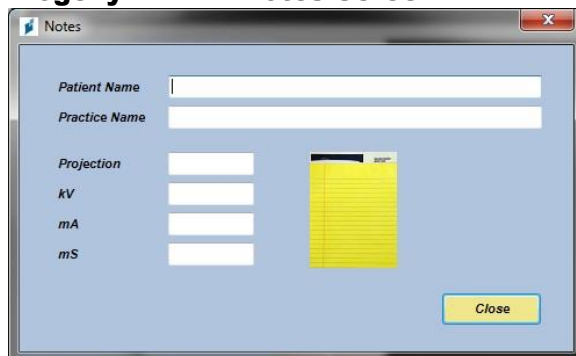 Notes
Patient Name
Practice Name
Projection
kV
mA
mS
Close